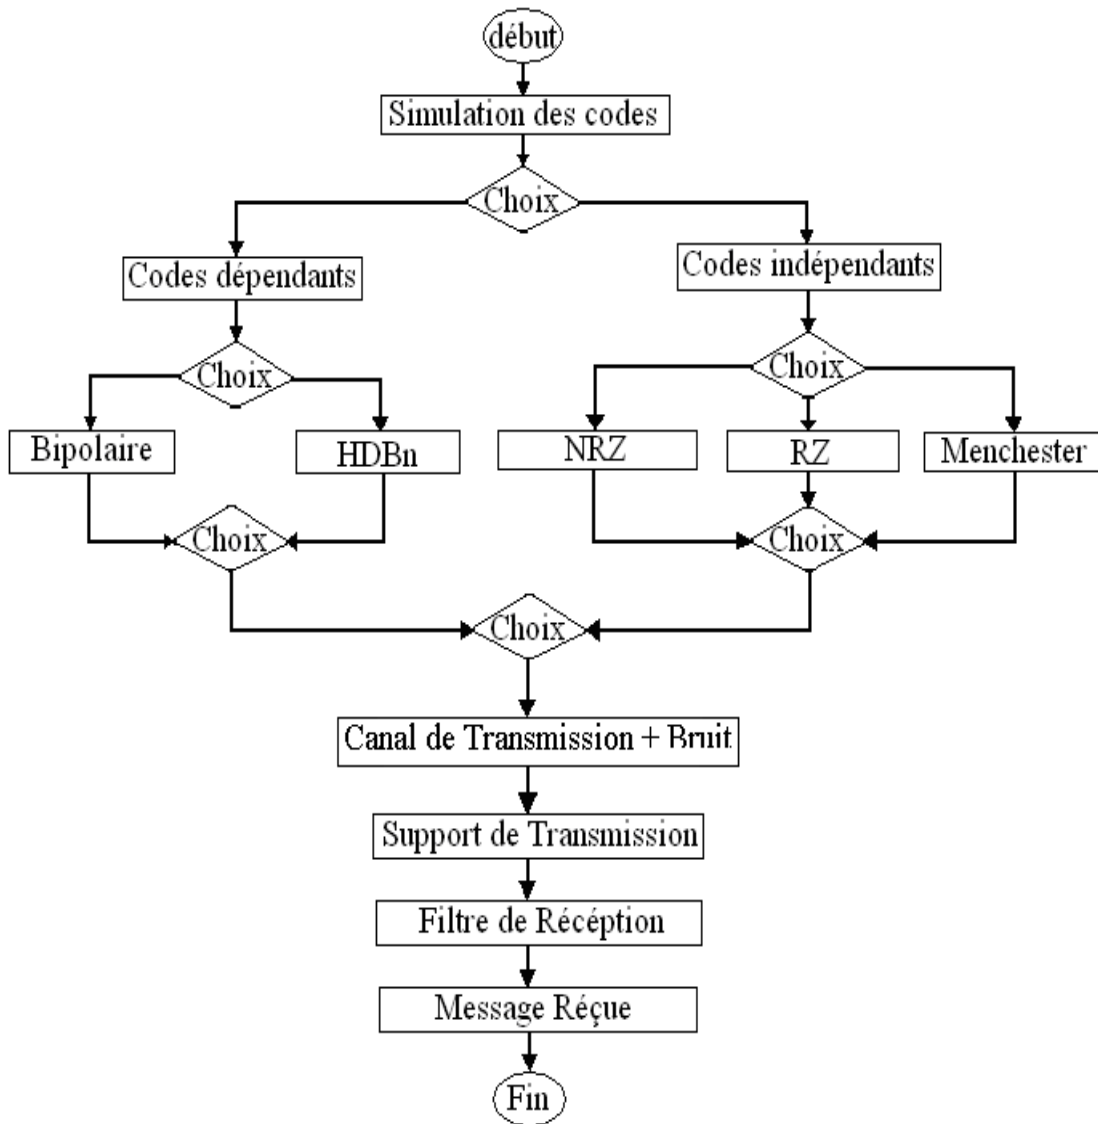 début
Simulation des codes
Choix
Codes dépendants
Codes indépendants
Choix
Choix
Bipolaire
HDBn
NRZ
RZ
Menchester
Choix
Choix
Choix
Canal de Transmission + Bruit
Support de Transmission
Filtre de Récéption
Message Réçue
Fin